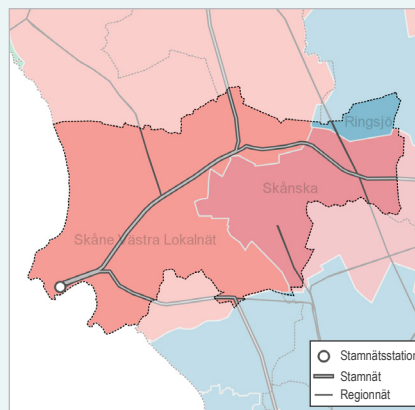 Ringsjö
Skånska
Skåne Västra Lokalnät
Stamnätsstation
Stamnät
Regionnät